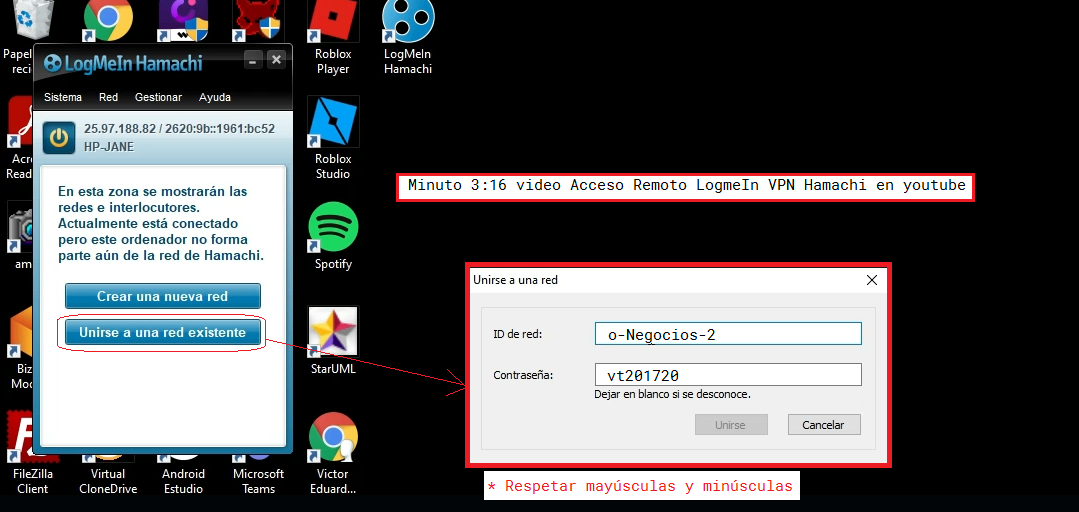 Papel
reci
Roblox
Player
LogMeIn
Hamachi
LogMeIn Hamachi
Sistema Red Gestionar Ayuda
25.97.188.82 / 2620:9b::1961:bc52
HP-JANE
En esta zona se mostrarán las
redes e interlocutores.
Actualmente está conectado
pero este ordenador no forma
parte aún de la red de Hamachi.
Crear una nueva red
Unirse a una red existente
Acro
Read
Roblox
Studio
Minuto 3:16 video Acceso Remoto LogmeIn VPN Hamachi en youtube
am
Spotify
Unirse a una red
ID de red: o-Negocios-2
Contraseña: vt201720
Dejar en blanco si se desconoce.
Unirse Cancelar
Biz
Mo
StarUML
* Respetar mayúsculas y minúsculas
FileZilla
Client
Virtual
CloneDrive
Android
Estudio
Microsoft
Teams
Victor
Eduard...